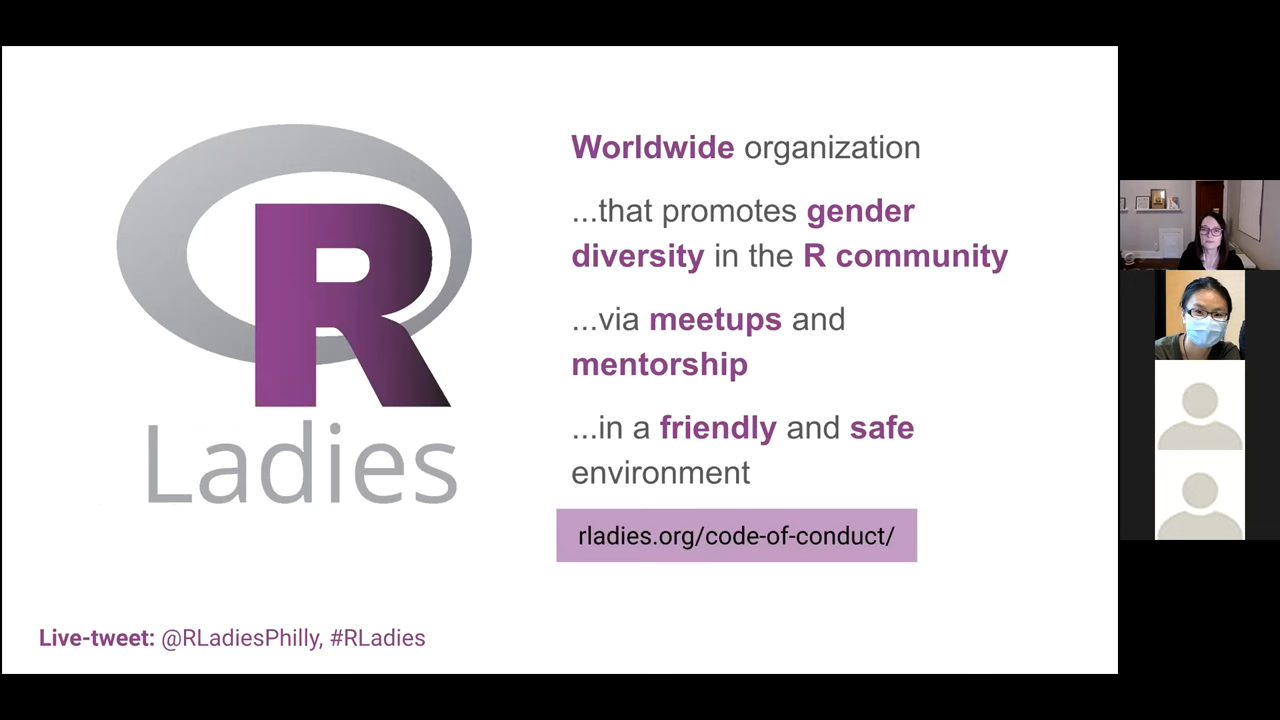 R
Ladies
Worldwide organization
...that promotes gender
diversity in the R community
...via meetups and
mentorship
...in a friendly and safe
environment
rladies.org/code-of-conduct/
Live-tweet: @RLadiesPhilly, #RLadies